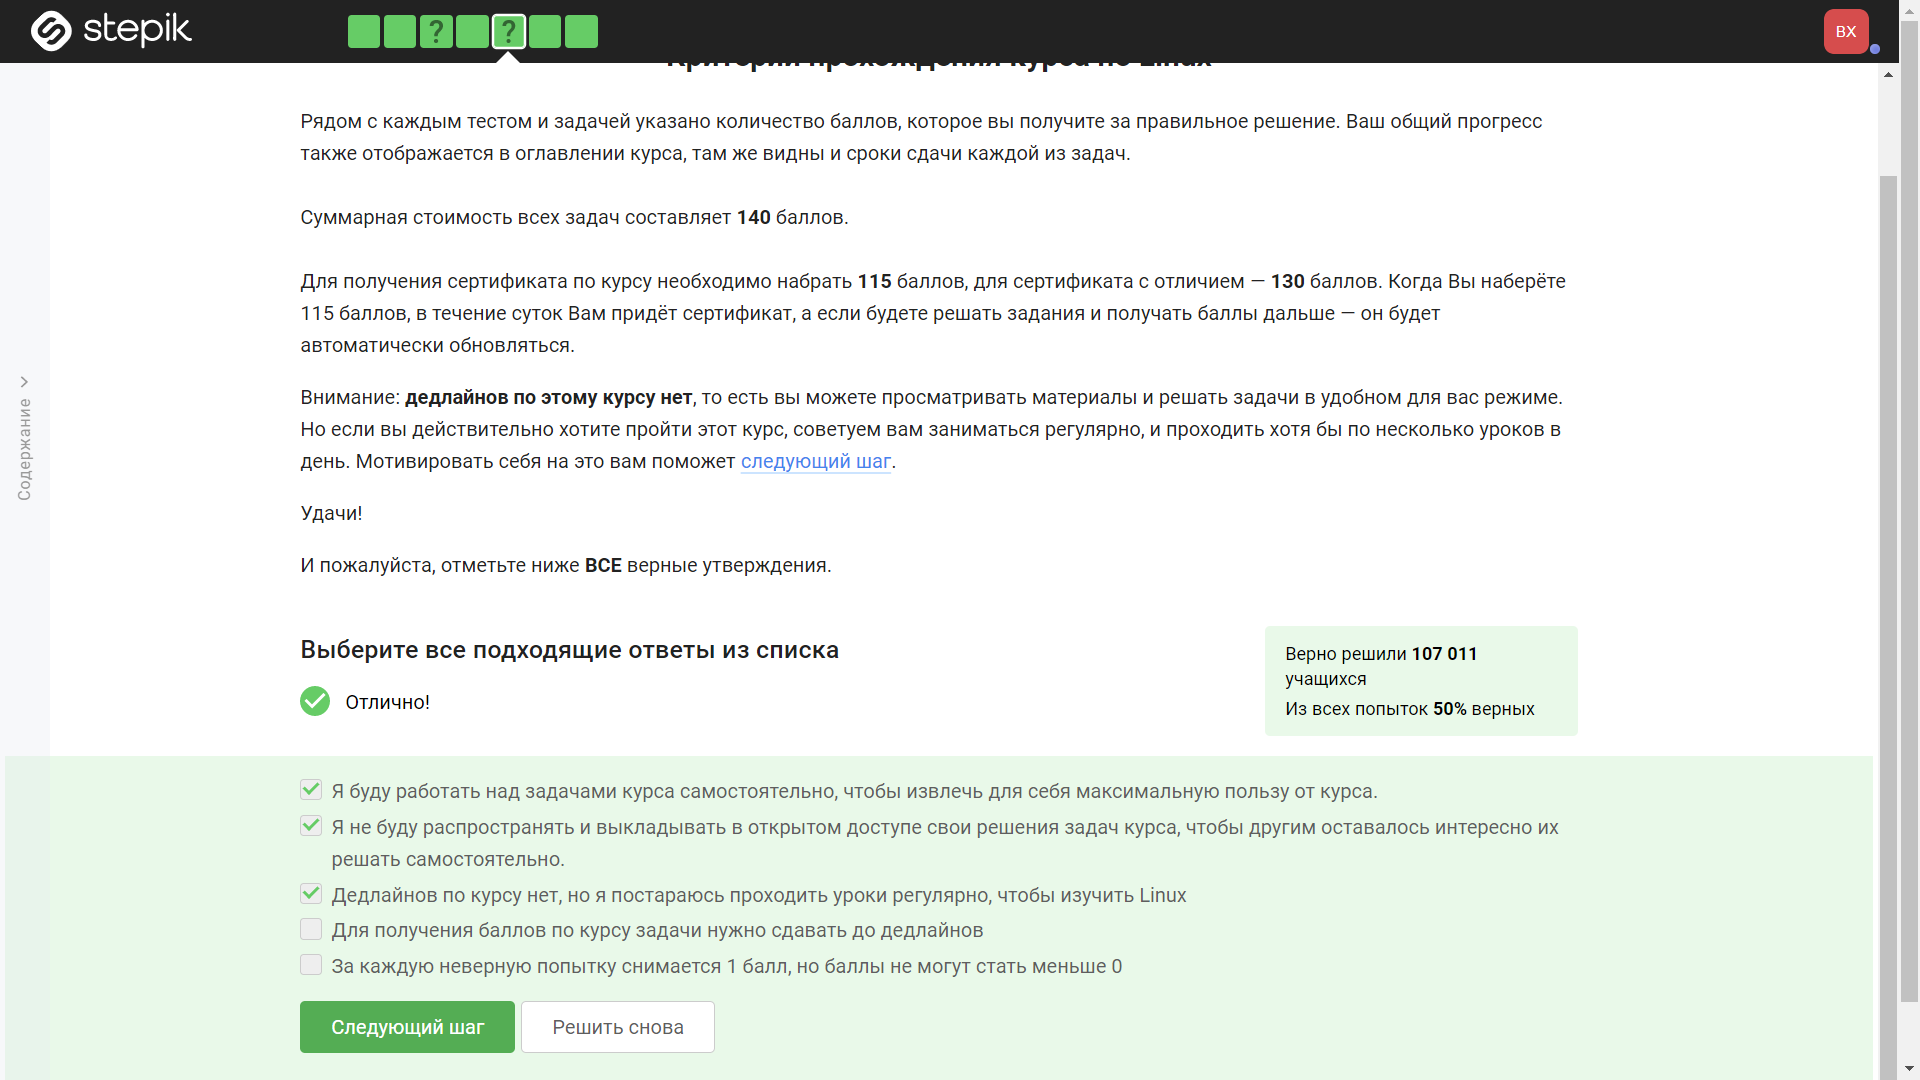 stepik
?
?
BX
Критерии прохождения курса по Linux
Рядом с каждым тестом и задачей указано количество баллов, которое вы получите за правильное решение. Ваш общий прогресс
также отображается в оглавлении курса, там же видны и сроки сдачи каждой из задач.
Суммарная стоимость всех задач составляет 140 баллов.
Для получения сертификата по курсу необходимо набрать 115 баллов, для сертификата с отличием — 130 баллов. Когда Вы наберёте
115 баллов, в течение суток Вам придёт сертификат, а если будете решать задания и получать баллы дальше — он будет
автоматически обновляться.
Внимание: дедлайнов по этому курсу нет, то есть вы можете просматривать материалы и решать задачи в удобном для вас режиме.
Но если вы действительно хотите пройти этот курс, советуем вам заниматься регулярно, и проходить хотя бы по несколько уроков в
день. Мотивировать себя на это вам поможет следующий шаг.
Содержание
Удачи!
И пожалуйста, отметьте ниже ВСЕ верные утверждения.
Выберите все подходящие ответы из списка
Отлично!
Верно решили 107 011
учащихся
Из всех попыток 50% верных
Я буду работать над задачами курса самостоятельно, чтобы извлечь для себя максимальную пользу от курса.
Я не буду распространять и выкладывать в открытом доступе свои решения задач курса, чтобы другим оставалось интересно их
решать самостоятельно.
Дедлайнов по курсу нет, но я постараюсь проходить уроки регулярно, чтобы изучить Linux
Для получения баллов по курсу задачи нужно сдавать до дедлайнов
За каждую неверную попытку снимается 1 балл, но баллы не могут стать меньше 0
Следующий шаг
Решить снова